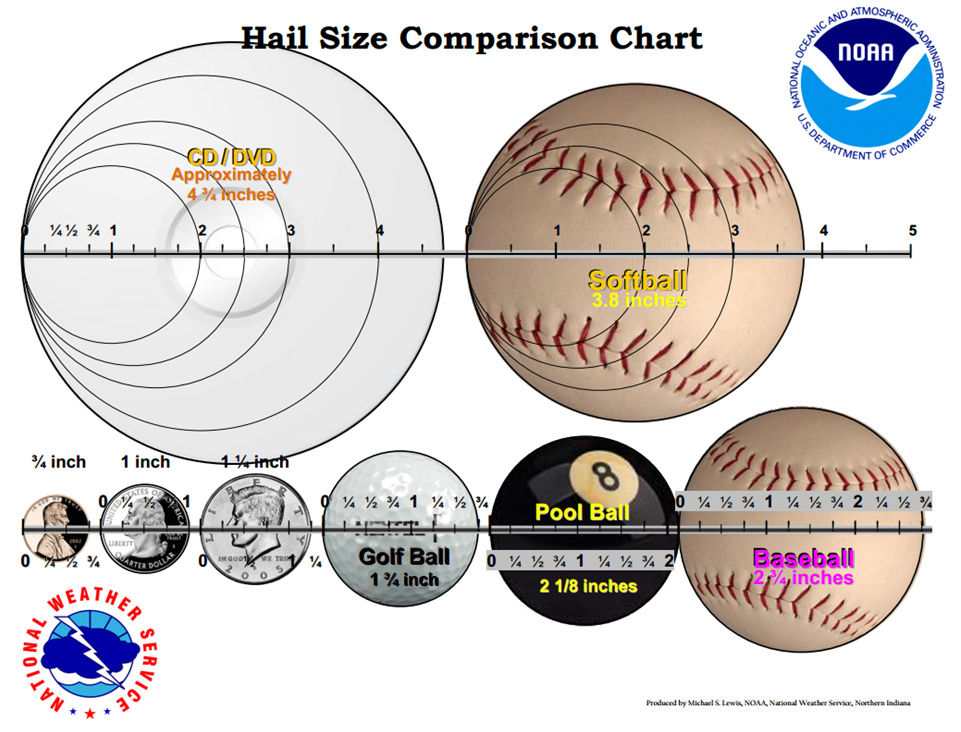 Hail Size Comparison Chart
NATIONAL OCEANIC AND ATMOSPHERIC ADMINISTRATION
NOAA
U.S. DEPARTMENT OF COMMERCE
CD / DVD
Approximately
4 ¾ inches
0 ¼ ½ ¾ 1 2 3 4
0 1 2 3 4 5
Softball
3.8 inches
¾ inch
1 inch
1 ¼ inch
0 ¼ ½ ¾
2002
0 ¼ ½ ¾ 1
LIBERTY
QUARTER DOLLAR
0 ¼ ½ ¾ 1 ¼
LIBERTY
IN GOD WE TRUST
2005
0 ¼ ½ ¾ 1 ¼ ½ ¾
Golf Ball
1 ¾ inch
8
Pool Ball
0 ¼ ½ ¾ 1 ¼ ½ ¾ 2
2 1/8 inches
0 ¼ ½ ¾ 1 ¼ ½ ¾ 2 ¼ ½ ¾
Baseball
2 ¾ inches
NATIONAL WEATHER SERVICE
Produced by Michael S. Lewis, NOAA, National Weather Service, Northern Indiana